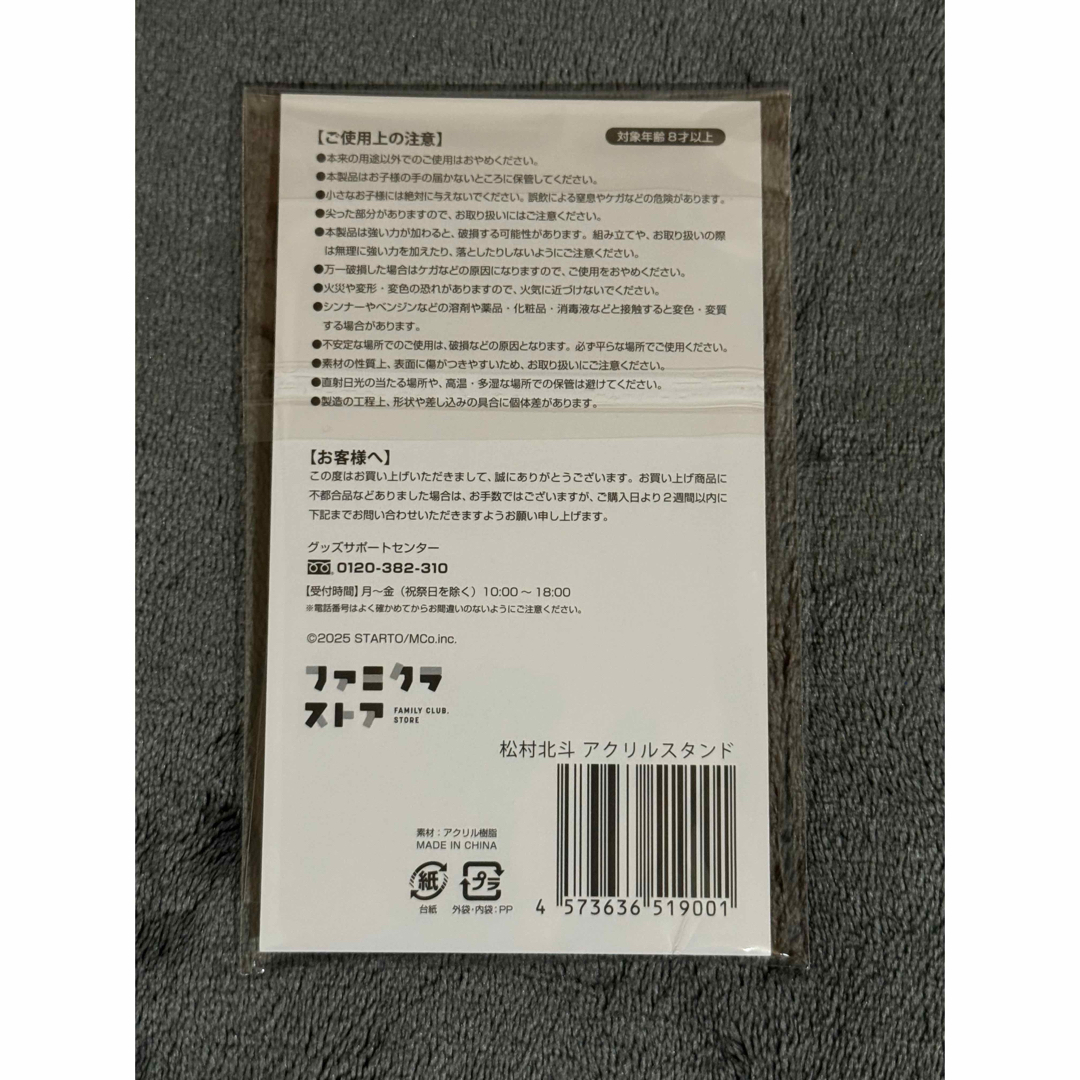 【ご使用上の注意】
対象年齢8才以上
●本来の用途以外でのご使用はおやめください。
●本製品はお子様の手の届かないところに保管してください。
●小さなお子様には絶対に与えないでください。誤飲による窒息やケガなどの危険があります。
●尖った部分がありますので、お取り扱いにはご注意ください。
●本製品は強い力が加わると、破損する可能性があります。組み立てや、お取り扱いの際
は無理に強い力を加えたり、落としたりしないようにご注意ください。
●万一破損した場合はケガなどの原因になりますので、ご使用をおやめください。
●火災や変形・変色の恐れがありますので、火気に近づけないでください。
●シンナーやベンジンなどの溶剤や薬品・化粧品・消毒液などと接触すると変色・変質
する場合があります。
●不安定な場所でのご使用は、破損などの原因となります。必ず平らな場所でご使用ください。
●素材の性質上、表面に傷がつきやすいため、お取り扱いにご注意ください。
●直射日光の当たる場所や、高温・多湿な場所での保管は避けてください。
●製造の工程上、形状や差し込みの具合に個体差があります。
【お客様へ】
この度はお買い上げいただきまして、誠にありがとうございます。お買い上げ商品に
不都合品などありました場合は、お手数ではございますが、ご購入日より2週間以内に
下記までお問い合わせいただきますようお願い申し上げます。
グッズサポートセンター
0120-382-310
【受付時間】月〜金(祝祭日を除く)10:00〜18:00
※電話番号はよく確かめてからお間違いのないようにご注意ください。
©2025 STARTO/MCo.inc.
ファミクラ
ストア
FAMILY CLUB.
STORE
松村北斗 アクリルスタンド
素材:アクリル樹脂
MADE IN CHINA
紙
プラ
台紙
外袋・内袋:PP
4 573636 519001